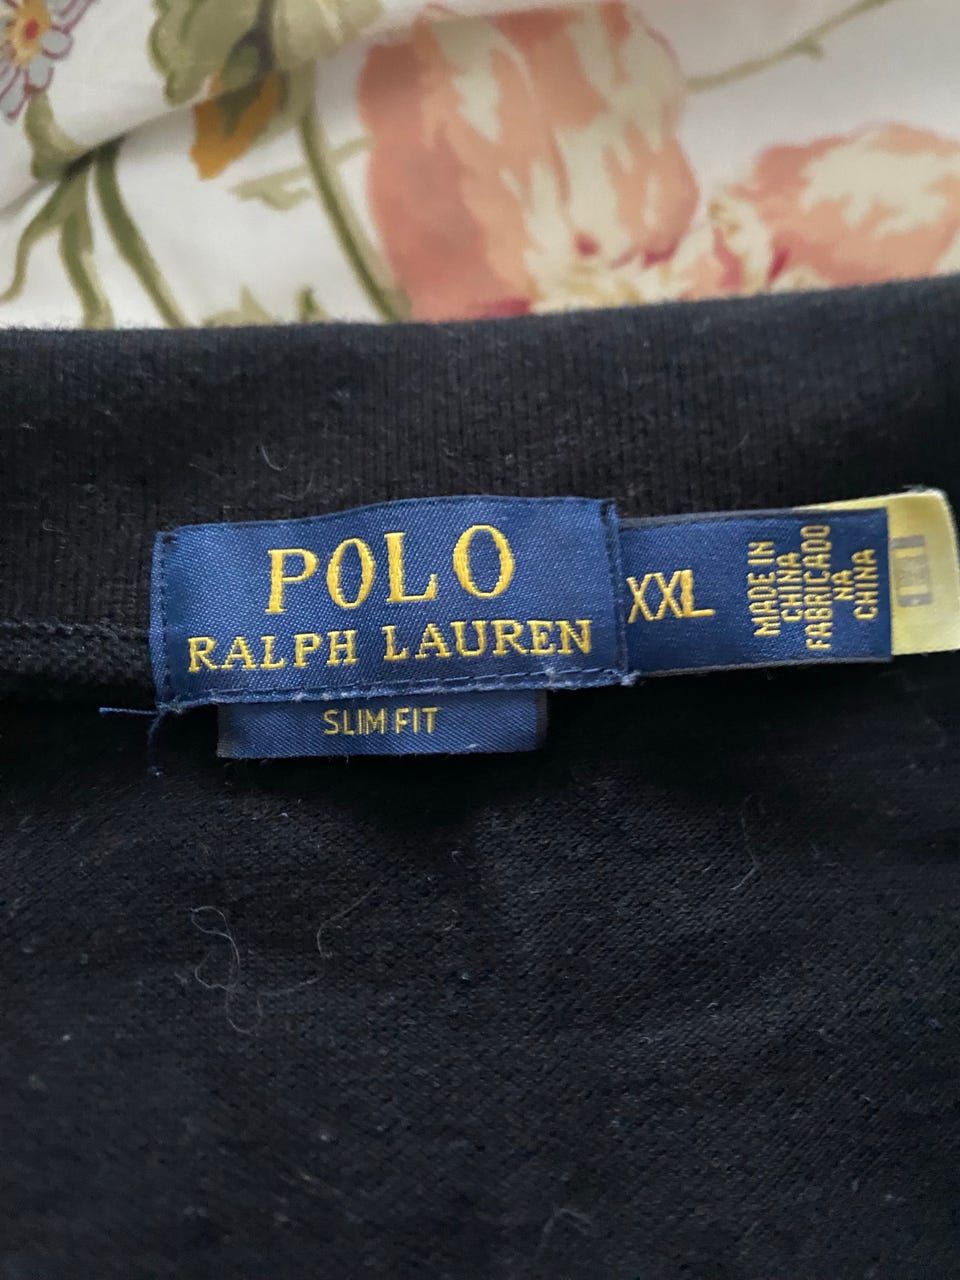 POLO
RALPH LAUREN
SLIM FIT
XXL
MADE IN
CHINA
FABRICADO
NA
CHINA